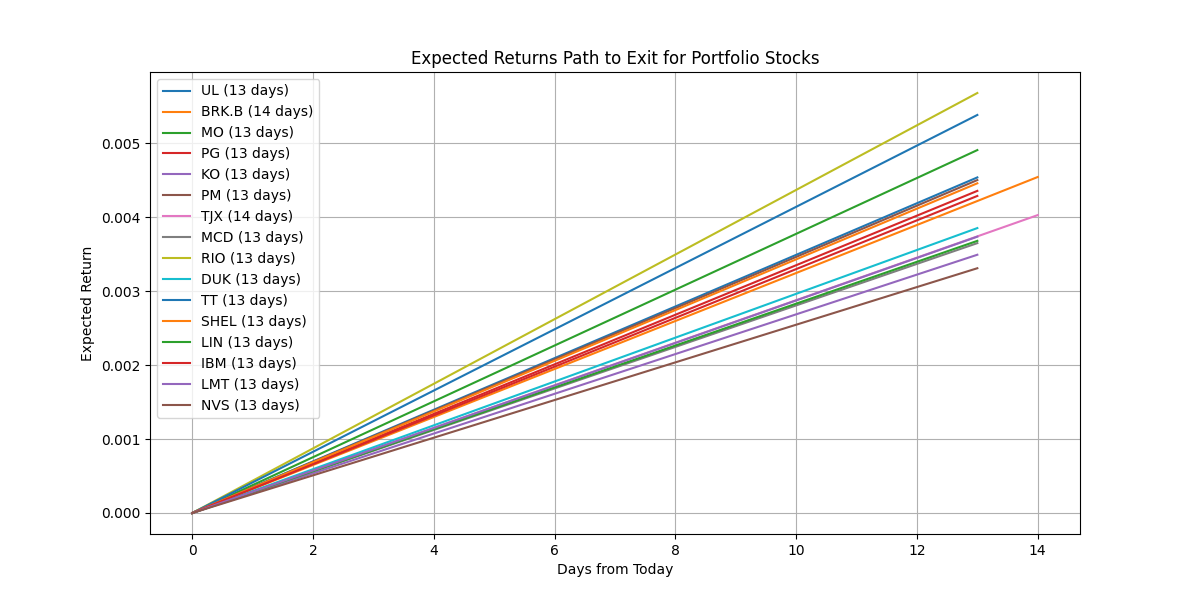 Expected Returns Path to Exit for Portfolio Stocks
UL (13 days)
BRK.B (14 days)
MO (13 days)
PG (13 days)
KO (13 days)
PM (13 days)
TJX (14 days)
MCD (13 days)
RIO (13 days)
DUK (13 days)
TT (13 days)
SHEL (13 days)
LIN (13 days)
IBM (13 days)
LMT (13 days)
NVS (13 days)
Expected Return
0.005
0.004
0.003
0.002
0.001
0.000
0 2 4 6 8 10 12 14
Days from Today